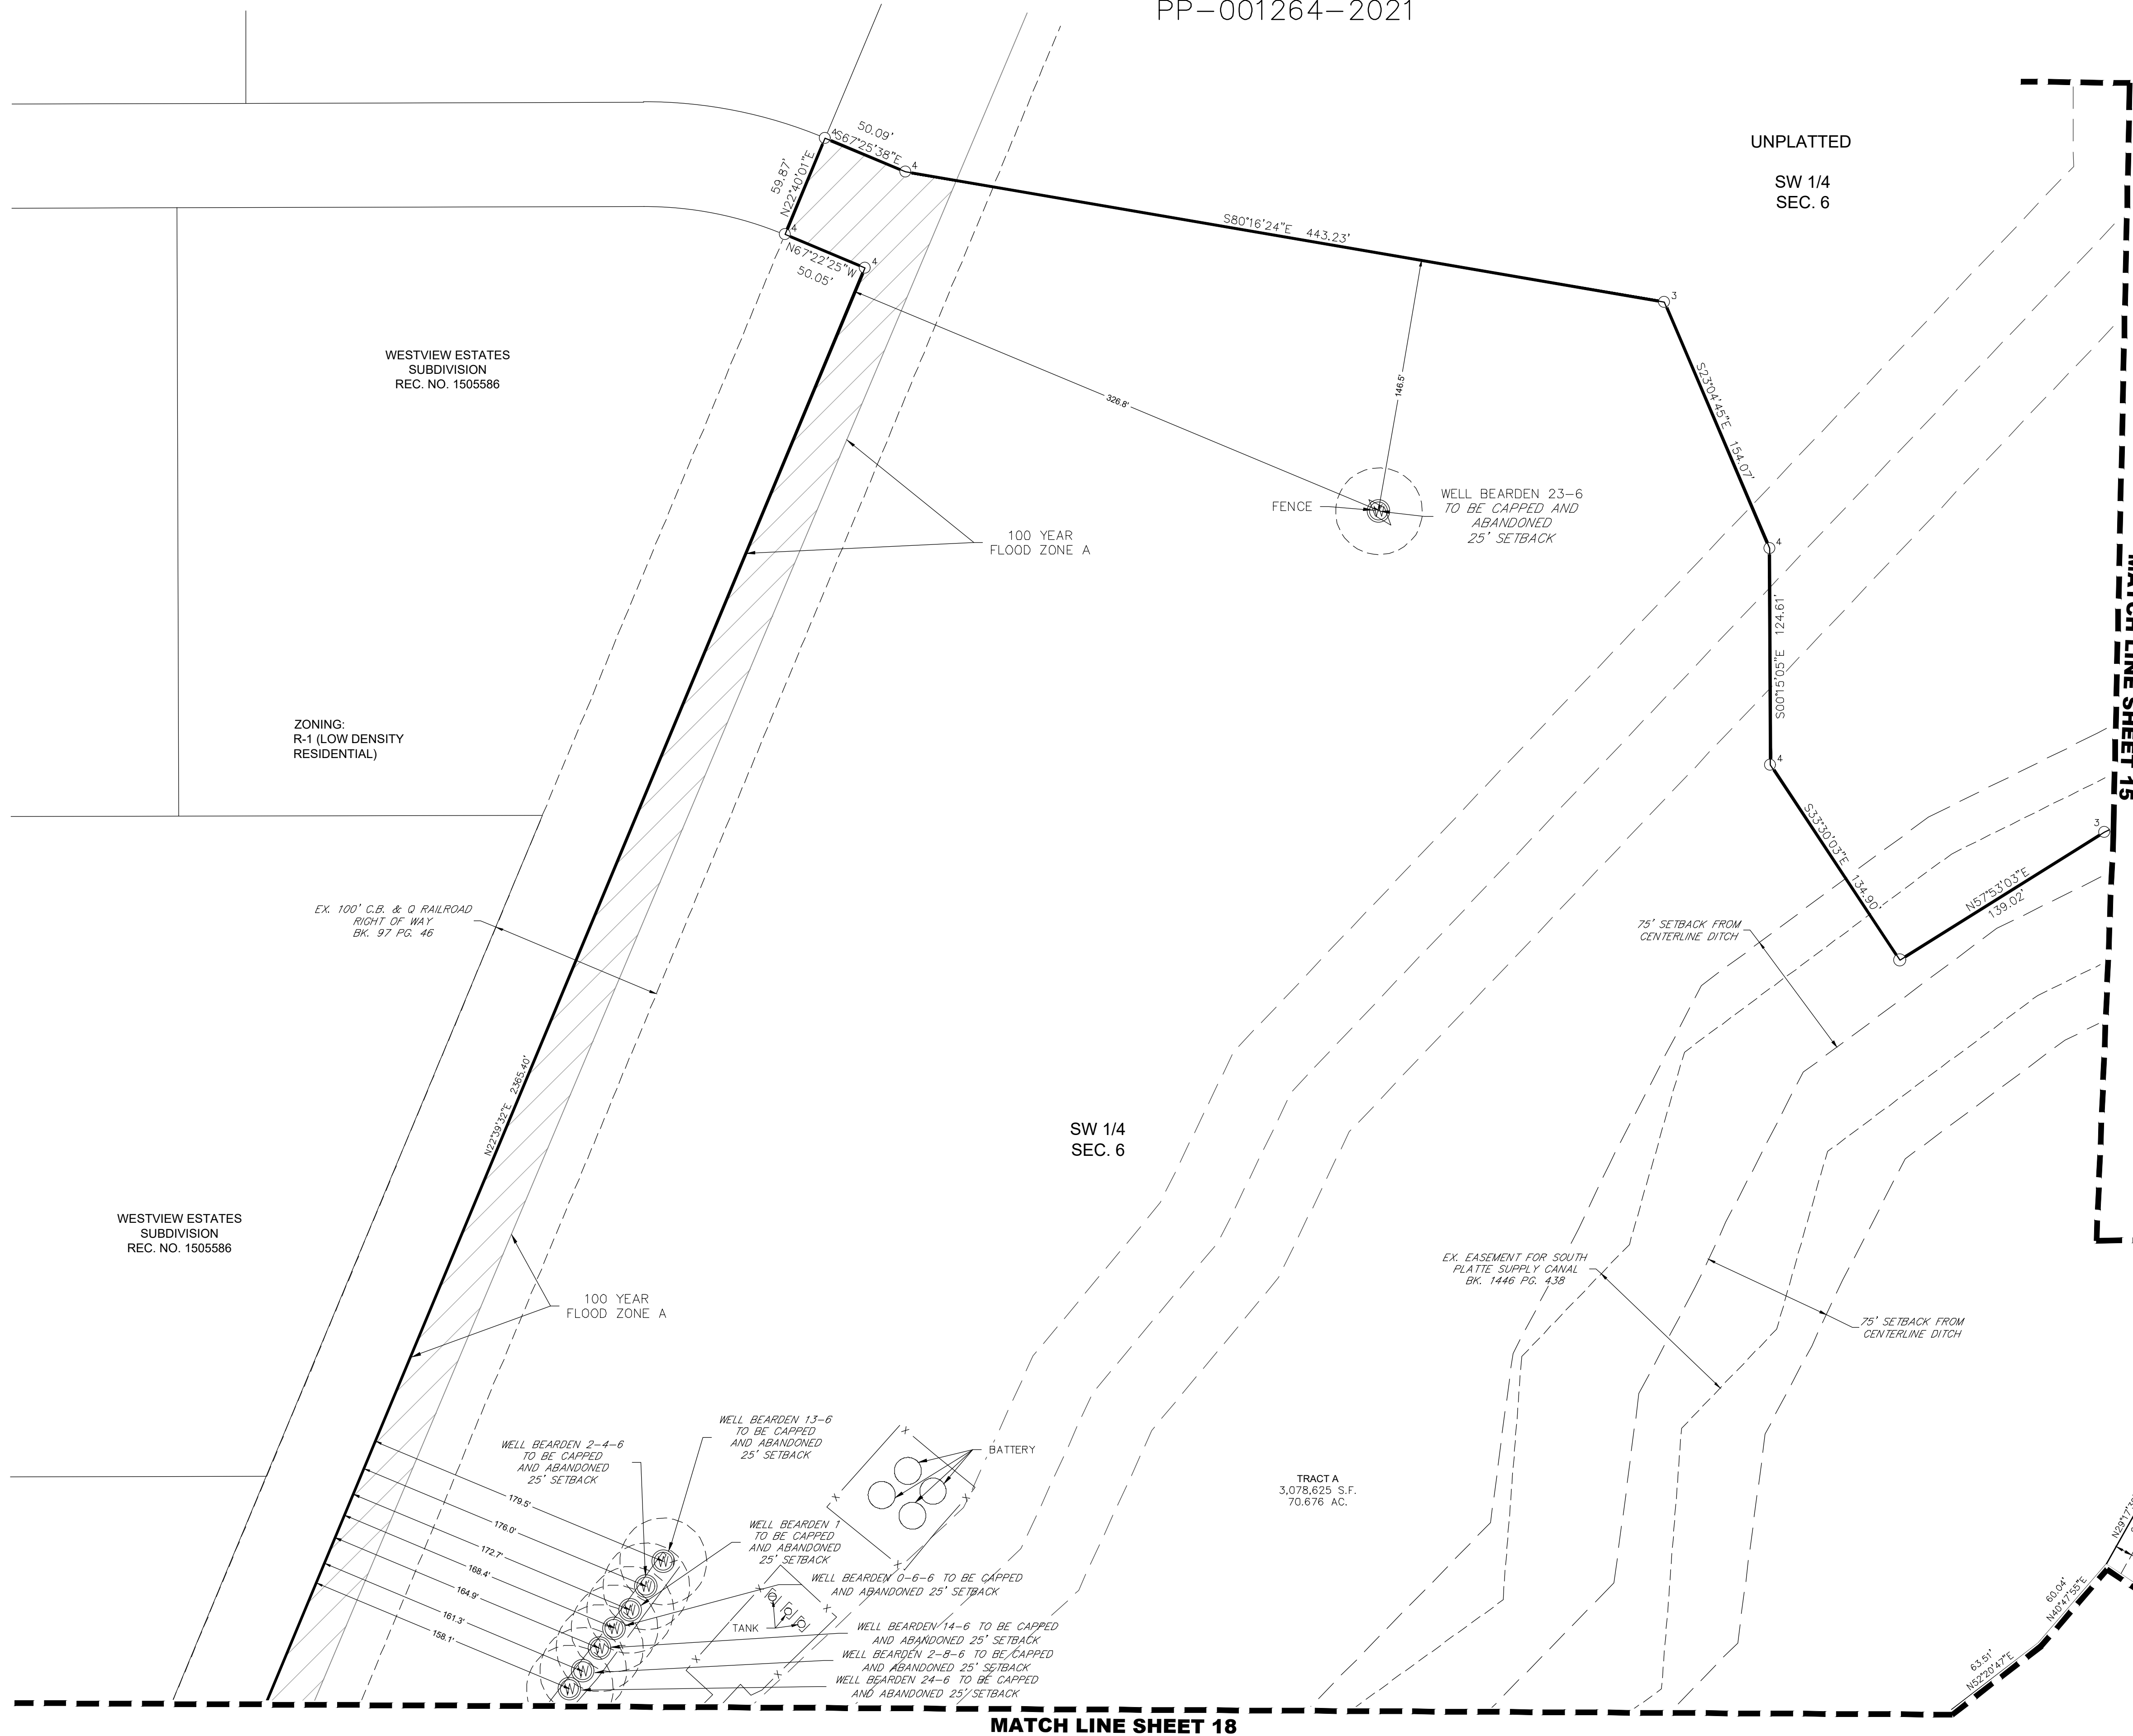 PP-001264-2021
UNPLATTED
SW 1/4
SEC. 6
50.09'
S67°25'38"E
4
4
59.87'
N22°40'01"E
4
N67°22'25"W
50.05'
4
S80°16'24"E 443.23'
3
WESTVIEW ESTATES
SUBDIVISION
REC. NO. 1505586
326.8'
146.5'
S23°04'45"E 154.07'
FENCE
WELL BEARDEN 23-6
TO BE CAPPED AND
ABANDONED
25' SETBACK
100 YEAR
FLOOD ZONE A
4
S00°15'05"E 124.61'
4
MATCH LINE SHEET 15
ZONING:
R-1 (LOW DENSITY
RESIDENTIAL)
S33°30'03"E 134.90'
3
N57°53'03"E
139.02'
EX. 100' C.B. & Q RAILROAD
RIGHT OF WAY
BK. 97 PG. 46
75' SETBACK FROM
CENTERLINE DITCH
N22°39'32"E 2365.40'
SW 1/4
SEC. 6
WESTVIEW ESTATES
SUBDIVISION
REC. NO. 1505586
EX. EASEMENT FOR SOUTH
PLATTE SUPPLY CANAL
BK. 1446 PG. 438
100 YEAR
FLOOD ZONE A
75' SETBACK FROM
CENTERLINE DITCH
WELL BEARDEN 13-6
TO BE CAPPED
AND ABANDONED
25' SETBACK
WELL BEARDEN 2-4-6
TO BE CAPPED
AND ABANDONED
25' SETBACK
BATTERY
TRACT A
3,078,625 S.F.
70.676 AC.
179.5'
176.0'
172.7'
168.4'
164.9'
161.3'
158.1'
WELL BEARDEN 1
TO BE CAPPED
AND ABANDONED
25' SETBACK
WELL BEARDEN 0-6-6 TO BE CAPPED
AND ABANDONED 25' SETBACK
TANK
WELL BEARDEN 14-6 TO BE CAPPED
AND ABANDONED 25' SETBACK
WELL BEARDEN 2-8-6 TO BE CAPPED
AND ABANDONED 25' SETBACK
WELL BEARDEN 24-6 TO BE CAPPED
AND ABANDONED 25' SETBACK
60.04'
N40°47'55"E
63.51'
N52°20'47"E
MATCH LINE SHEET 18